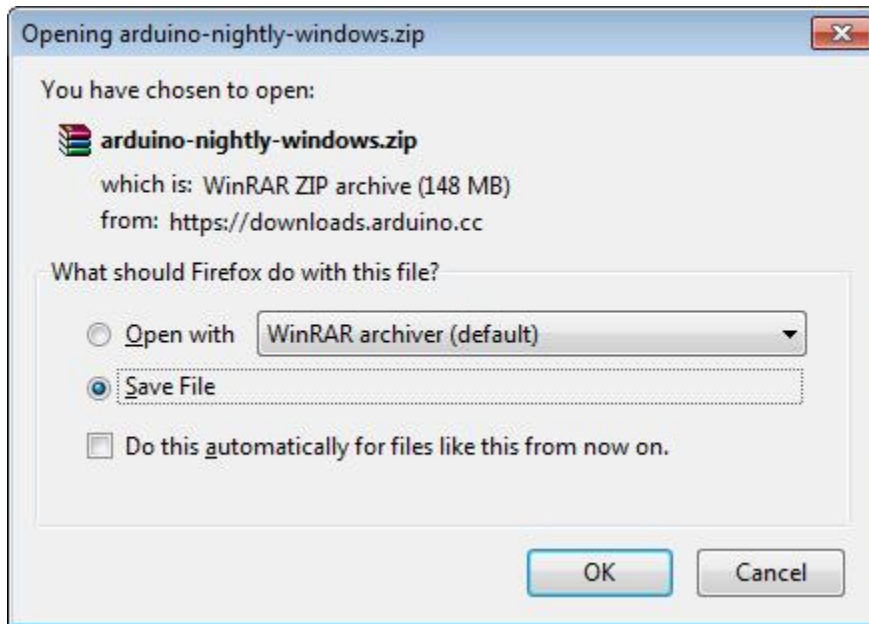 Opening arduino-nightly-windows.zip
You have chosen to open:
arduino-nightly-windows.zip
which is: WinRAR ZIP archive (148 MB)
from: https://downloads.arduino.cc
What should Firefox do with this file?
Open with WinRAR archiver (default)
Save File
Do this automatically for files like this from now on.
OK Cancel